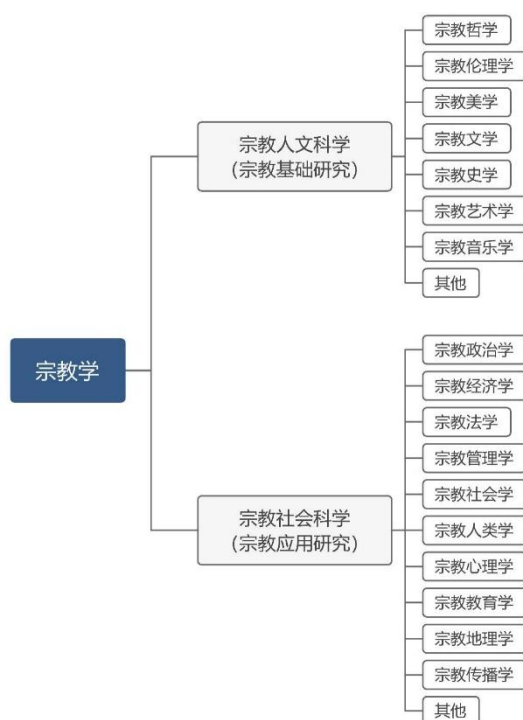 宗教学
宗教人文科学
（宗教基础研究）
宗教哲学
宗教伦理学
宗教美学
宗教文学
宗教史学
宗教艺术学
宗教音乐学
其他
宗教社会科学
（宗教应用研究）
宗教政治学
宗教经济学
宗教法学
宗教管理学
宗教社会学
宗教人类学
宗教心理学
宗教教育学
宗教地理学
宗教传播学
其他